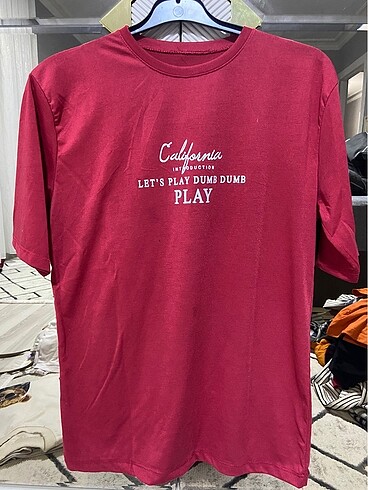 California
INTRODUCTION
LET'S PLAY DUMB DUMB
PLAY